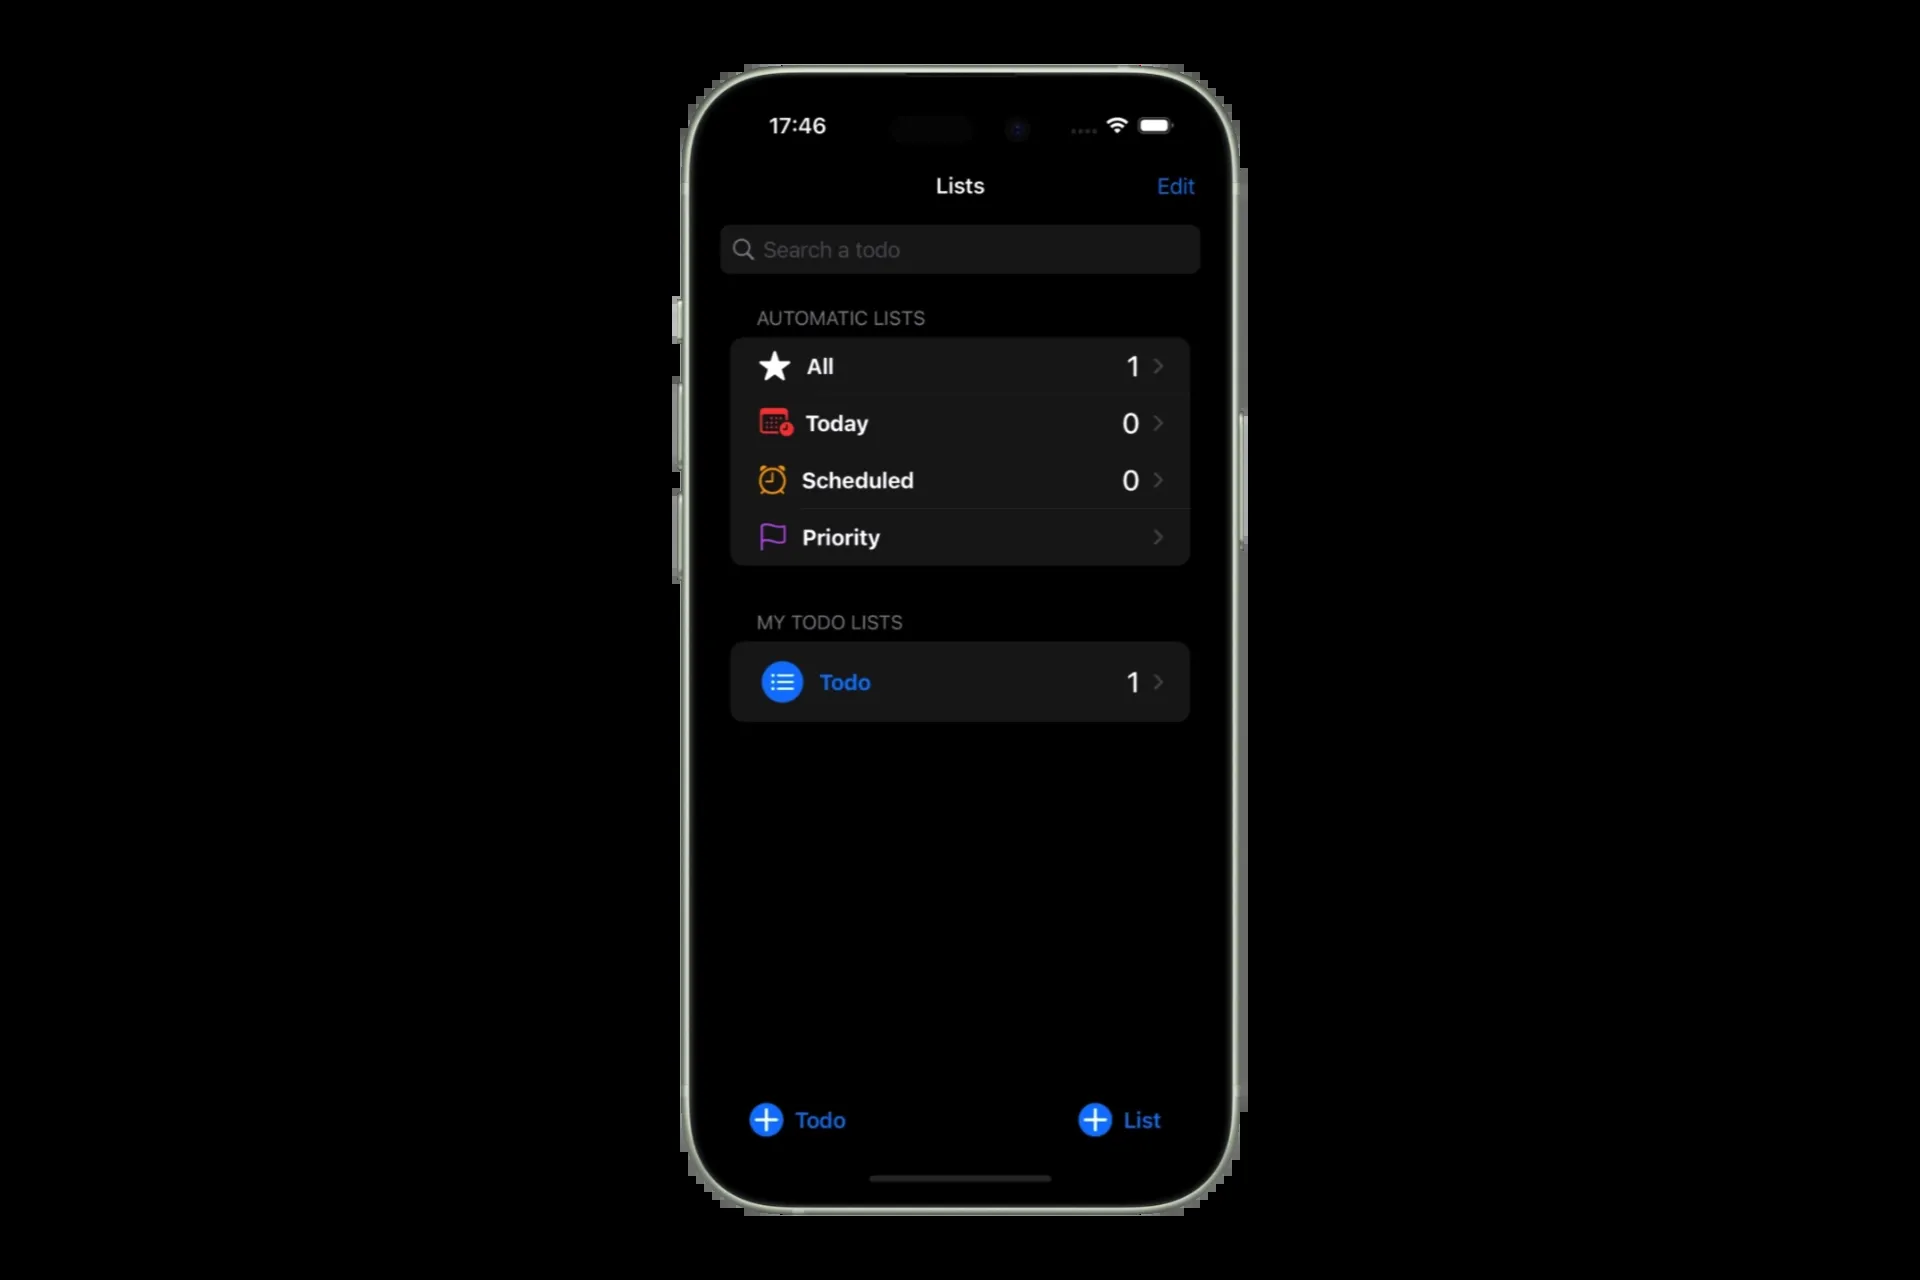 17:46
Lists Edit
Search a todo
AUTOMATIC LISTS
All 1
Today 0
Scheduled 0
Priority
MY TODO LISTS
Todo 1
Todo List